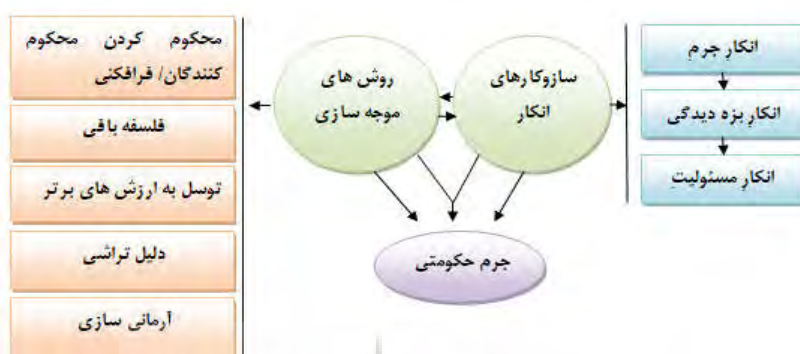 انکارِ جرمِ
انکارِ بزه دیدگی
انکارِ مسئولیتِ
سازوکارهای
انکار
روش های
موجه سازی
جرم حکومتی
محکوم کردن محکوم
کنندگان/ فرافکنی
فلسفه بافی
توسل به ارزش های برتر
دلیل تراشی
آرمانی سازی